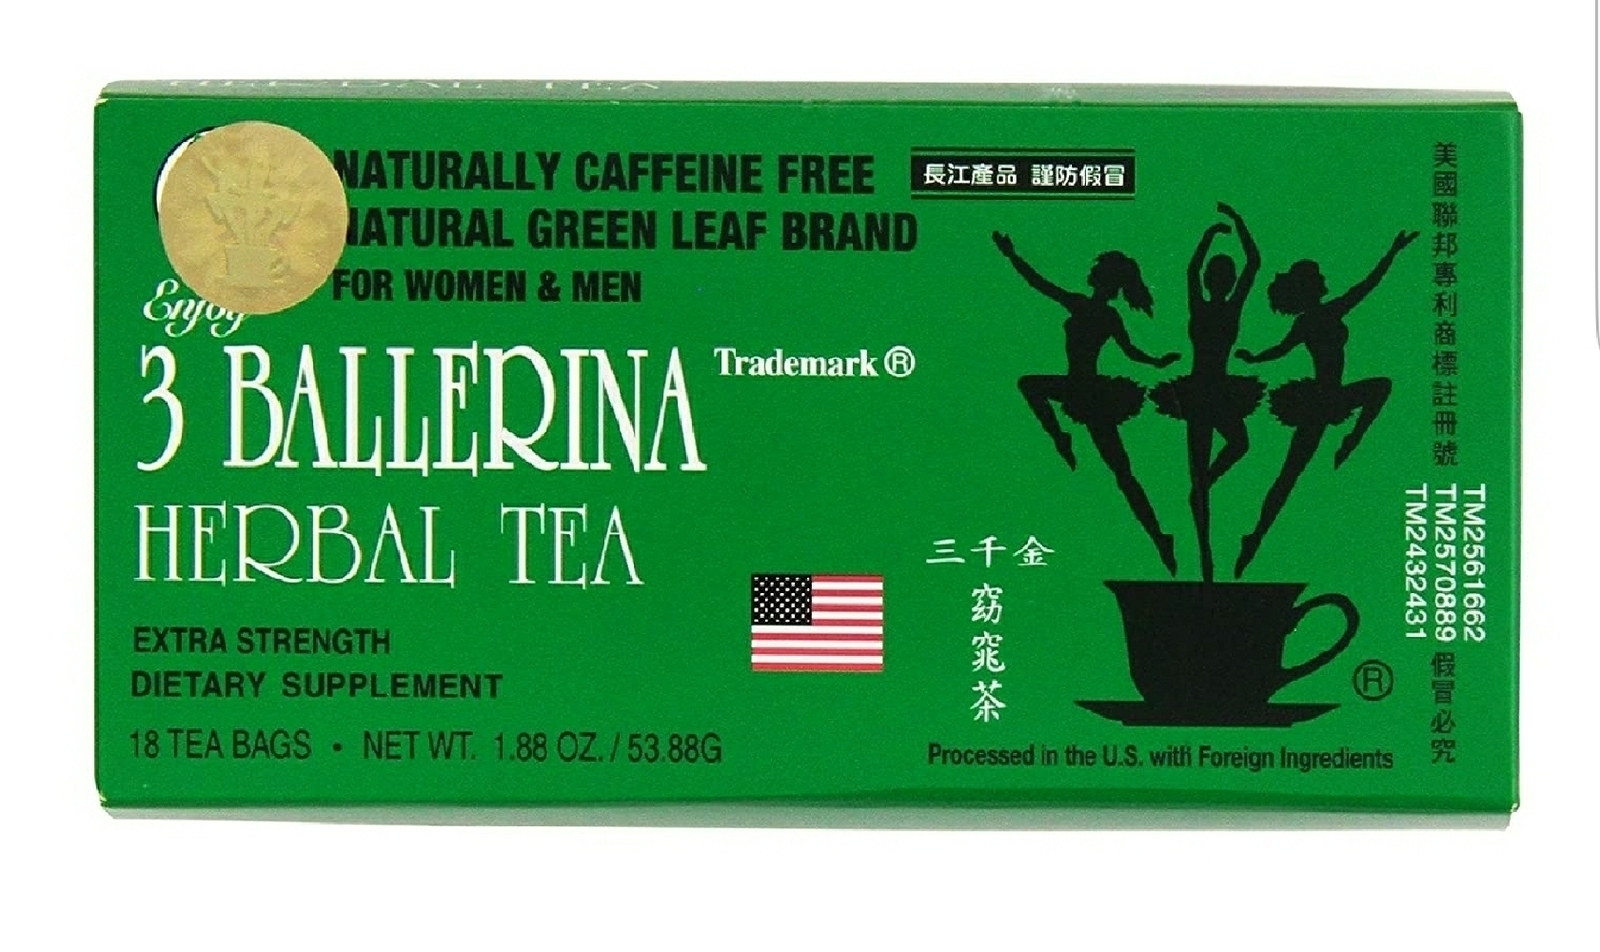 NATURALLY CAFFEINE FREE
NATURAL GREEN LEAF BRAND
FOR WOMEN & MEN
長江產品 謹防假冒
Enjoy
3 BALLERINA Trademark ®
HERBAL TEA
EXTRA STRENGTH
DIETARY SUPPLEMENT
18 TEA BAGS • NET WT. 1.88 OZ. / 53.88G
三千金
窈窕茶
®
Processed in the U.S. with Foreign Ingredients
美國聯邦專利商標註冊號
TM2561662
TM2570889
TM2432431
假冒必究
HERBAL TEA